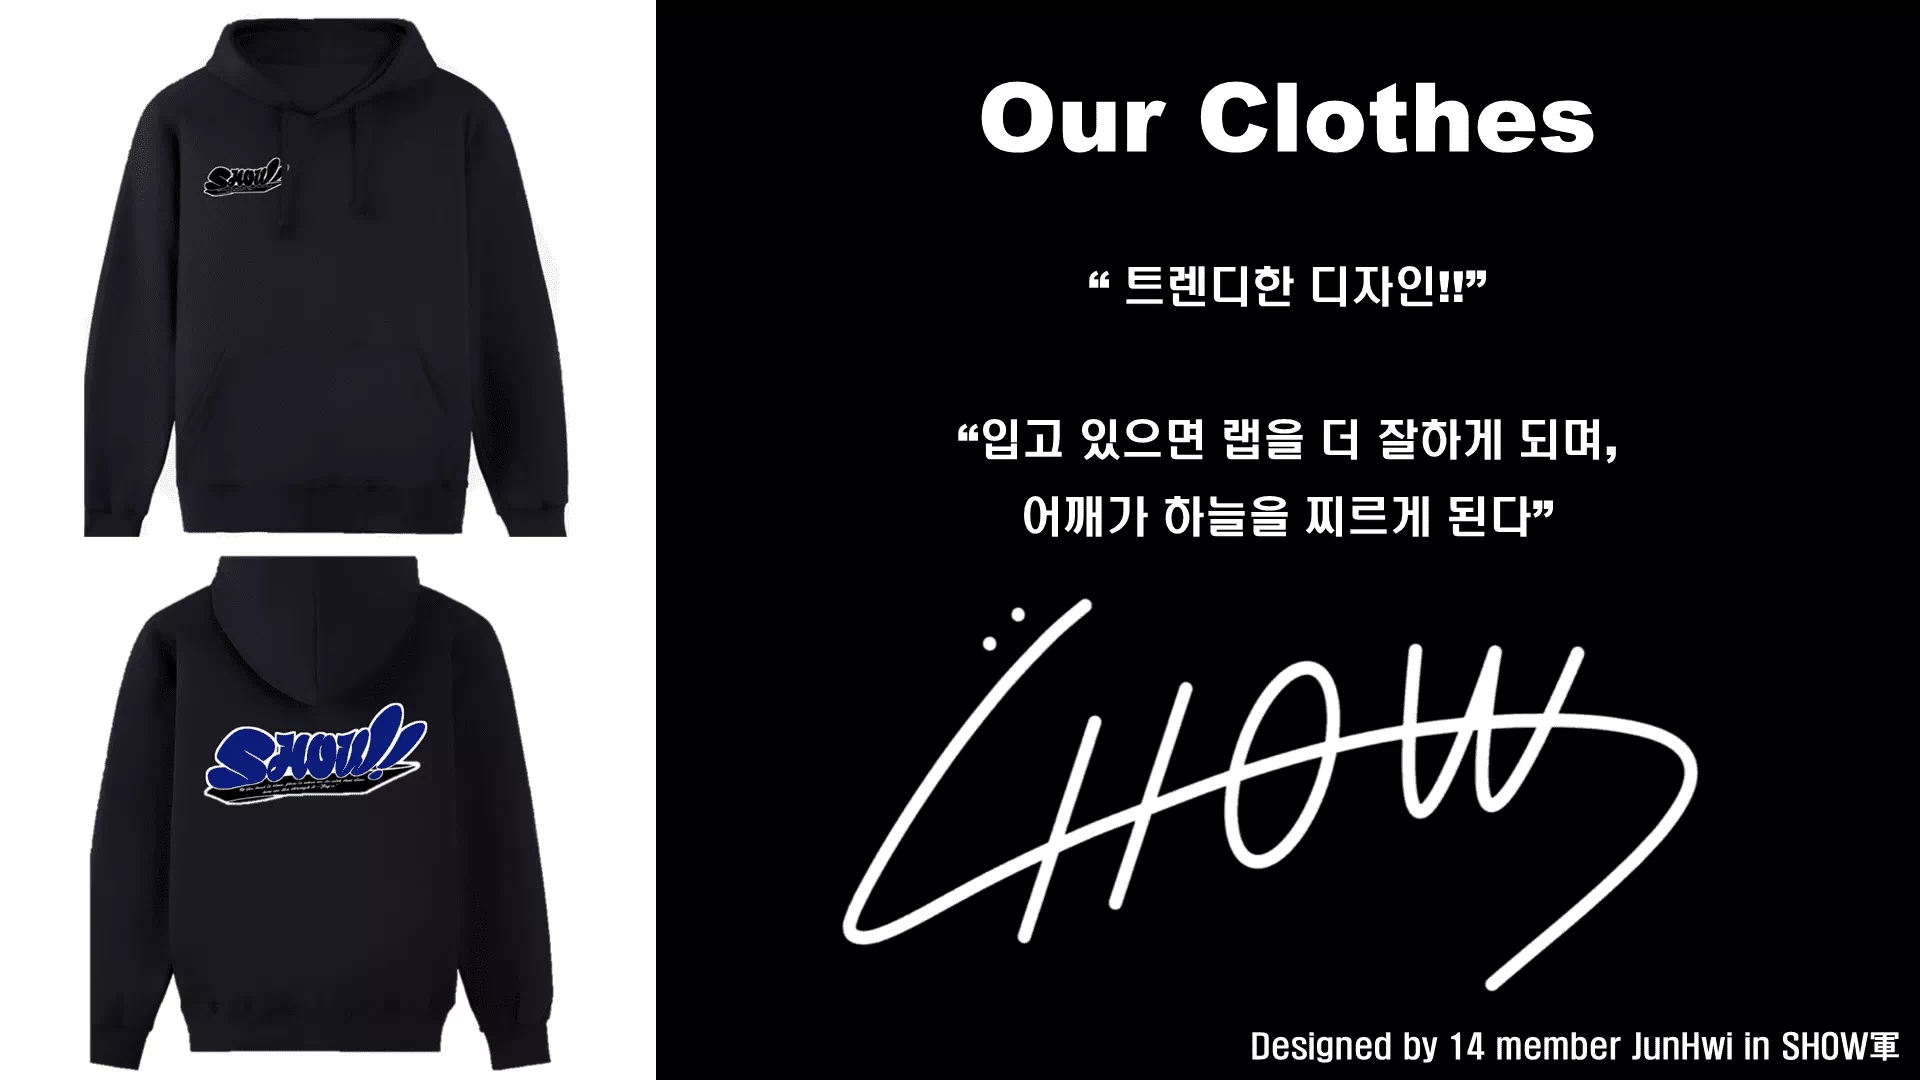 SHOW!!
Our Clothes
“ 트렌디한 디자인!!”
“입고 있으면 랩을 더 잘하게 되며,
어깨가 하늘을 찌르게 된다”
SHOW!!
SHOW
Designed by 14 member JunHwi in SHOW軍